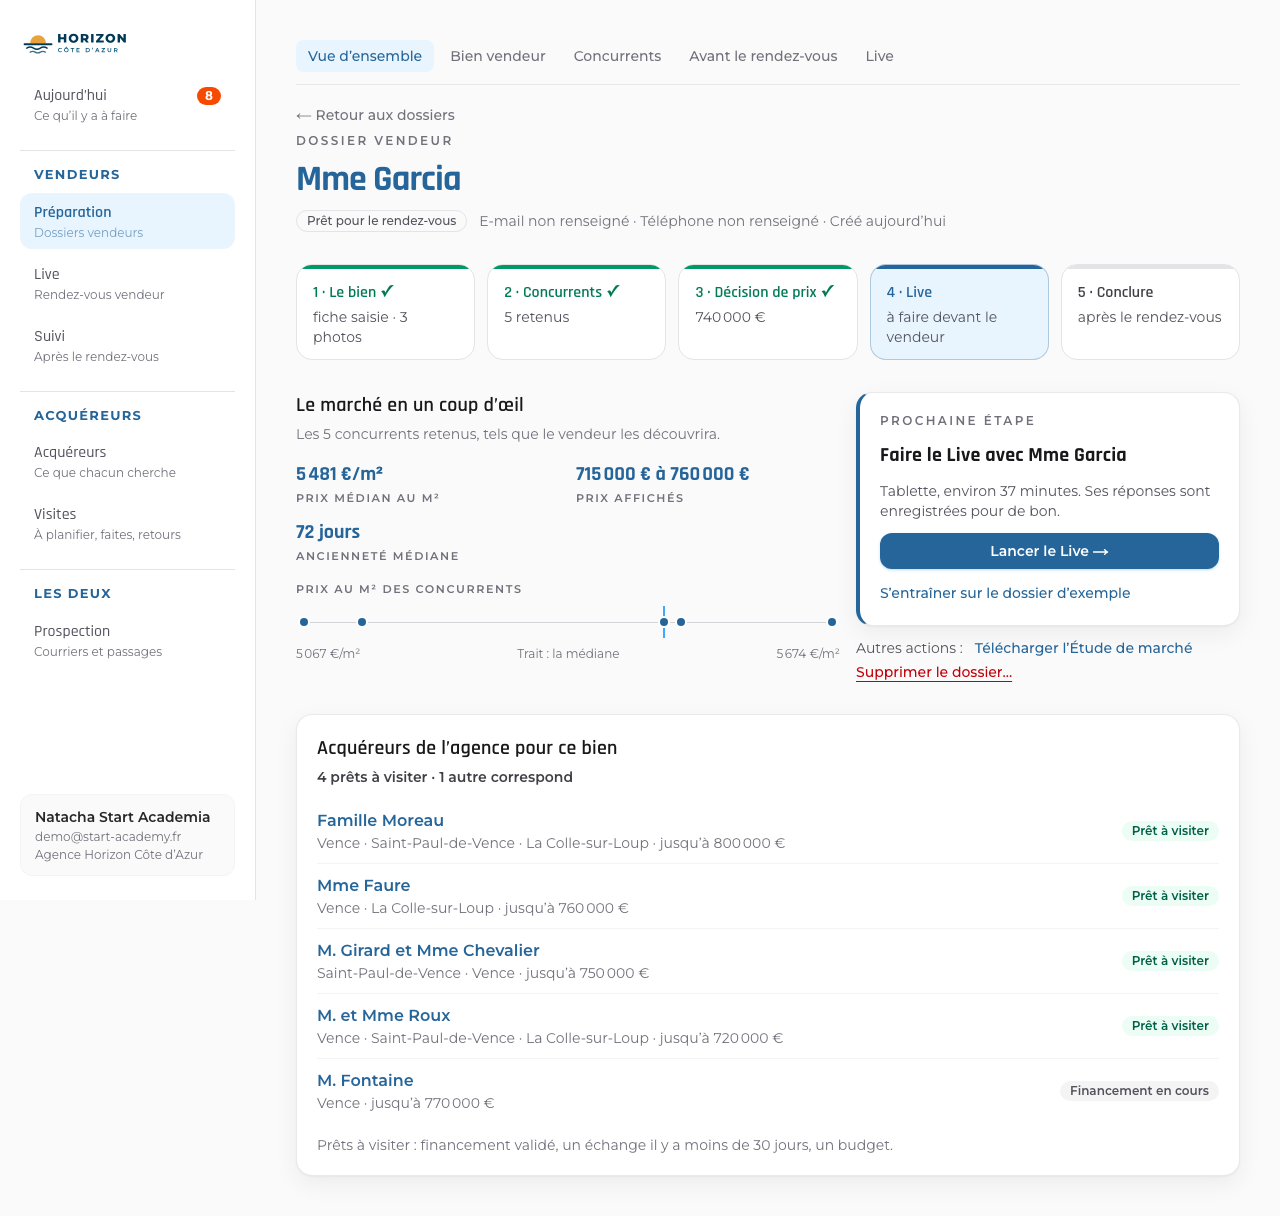 HORIZON
CÔTE D'AZUR
Aujourd’hui
8
Ce qu’il y a à faire
VENDEURS
Préparation
Dossiers vendeurs
Live
Rendez-vous vendeur
Suivi
Après le rendez-vous
ACQUÉREURS
Acquéreurs
Ce que chacun cherche
Visites
À planifier, faites, retours
LES DEUX
Prospection
Courriers et passages
Natacha Start Academia
demo@start-academy.fr
Agence Horizon Côte d’Azur
Vue d’ensemble
Bien vendeur
Concurrents
Avant le rendez-vous
Live
← Retour aux dossiers
DOSSIER VENDEUR
Mme Garcia
Prêt pour le rendez-vous
E-mail non renseigné · Téléphone non renseigné · Créé aujourd’hui
1 · Le bien ✓
fiche saisie · 3
photos
2 · Concurrents ✓
5 retenus
3 · Décision de prix ✓
740 000 €
4 · Live
à faire devant le
vendeur
5 · Conclure
après le rendez-vous
Le marché en un coup d’œil
Les 5 concurrents retenus, tels que le vendeur les découvrira.
5 481 €/m²
PRIX MÉDIAN AU M²
715 000 € à 760 000 €
PRIX AFFICHÉS
72 jours
ANCIENNETÉ MÉDIANE
PRIX AU M² DES CONCURRENTS
5 067 €/m²
Trait : la médiane
5 674 €/m²
PROCHAINE ÉTAPE
Faire le Live avec Mme Garcia
Tablette, environ 37 minutes. Ses réponses sont
enregistrées pour de bon.
Lancer le Live →
S’entraîner sur le dossier d’exemple
Autres actions :
Télécharger l’Étude de marché
Supprimer le dossier…
Acquéreurs de l’agence pour ce bien
4 prêts à visiter · 1 autre correspond
Famille Moreau
Vence · Saint-Paul-de-Vence · La Colle-sur-Loup · jusqu’à 800 000 €
Prêt à visiter
Mme Faure
Vence · La Colle-sur-Loup · jusqu’à 760 000 €
Prêt à visiter
M. Girard et Mme Chevalier
Saint-Paul-de-Vence · Vence · jusqu’à 750 000 €
Prêt à visiter
M. et Mme Roux
Vence · Saint-Paul-de-Vence · La Colle-sur-Loup · jusqu’à 720 000 €
Prêt à visiter
M. Fontaine
Vence · jusqu’à 770 000 €
Financement en cours
Prêts à visiter : financement validé, un échange il y a moins de 30 jours, un budget.